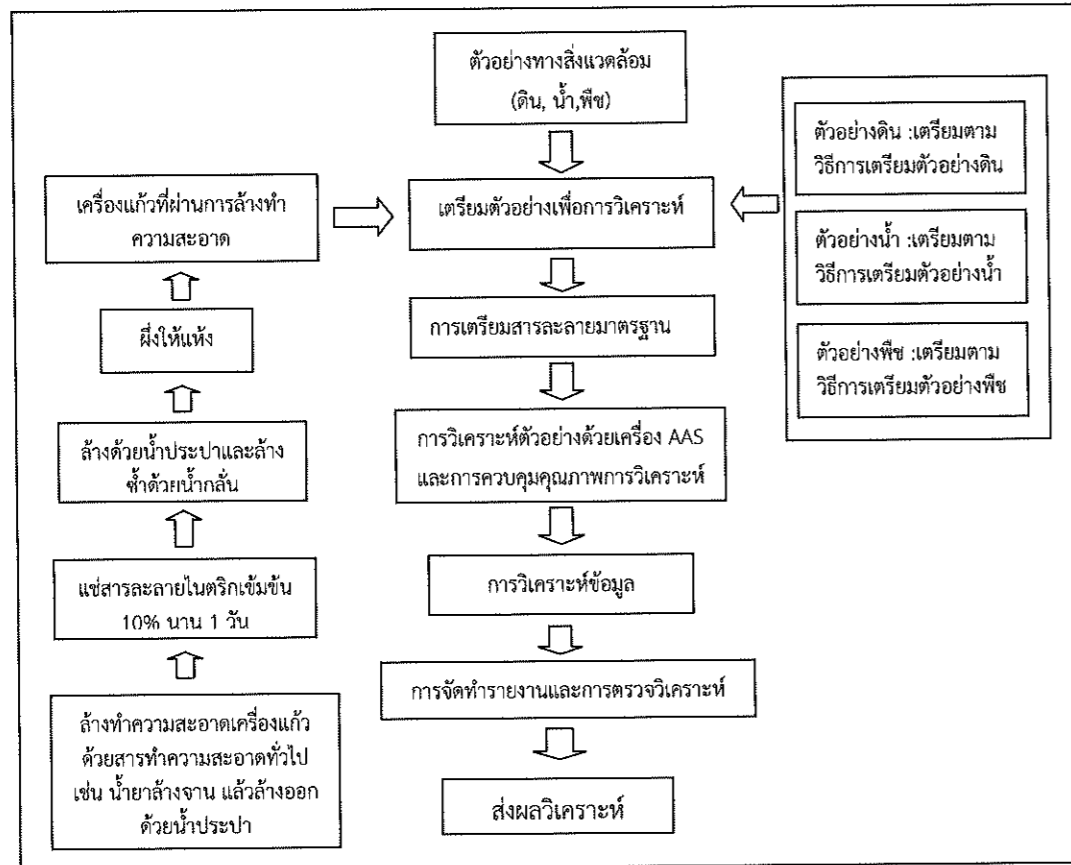 ตัวอย่างทางสิ่งแวดล้อม
(ดิน, น้ำ,พืช)
เครื่องแก้วที่ผ่านการล้างทำ
ความสะอาด
เตรียมตัวอย่างเพื่อการวิเคราะห์
ตัวอย่างดิน :เตรียมตาม
วิธีการเตรียมตัวอย่างดิน
ตัวอย่างน้ำ :เตรียมตาม
วิธีการเตรียมตัวอย่างน้ำ
ตัวอย่างพืช :เตรียมตาม
วิธีการเตรียมตัวอย่างพืช
ผึ่งให้แห้ง
การเตรียมสารละลายมาตรฐาน
ล้างด้วยน้ำประปาและล้าง
ซ้ำด้วยน้ำกลั่น
การวิเคราะห์ตัวอย่างด้วยเครื่อง AAS
และการควบคุมคุณภาพการวิเคราะห์
แช่สารละลายไนตริกเข้มข้น
10% นาน 1 วัน
การวิเคราะห์ข้อมูล
การจัดทำรายงานและการตรวจวิเคราะห์
ล้างทำความสะอาดเครื่องแก้ว
ด้วยสารทำความสะอาดทั่วไป
เช่น น้ำยาล้างจาน แล้วล้างออก
ด้วยน้ำประปา
ส่งผลวิเคราะห์